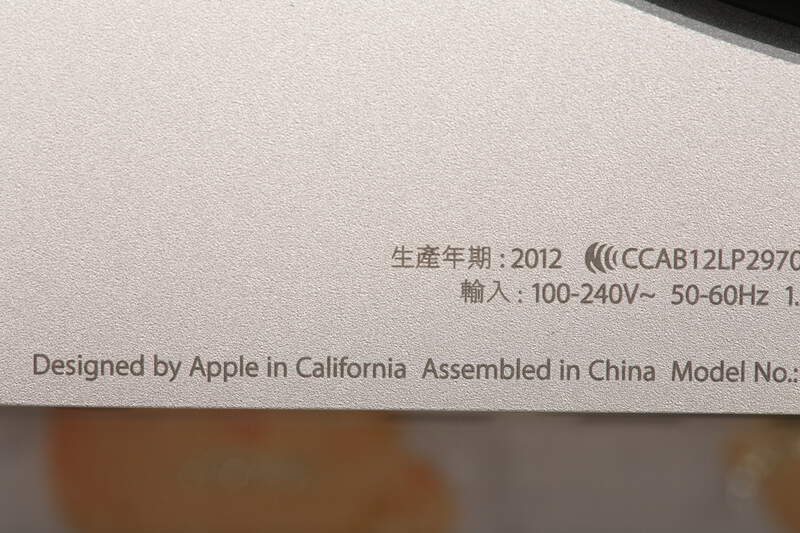 生產年期 : 2012 CCAB12LP2970
輸入 : 100-240V~ 50-60Hz 1.
Designed by Apple in California Assembled in China Model No.: